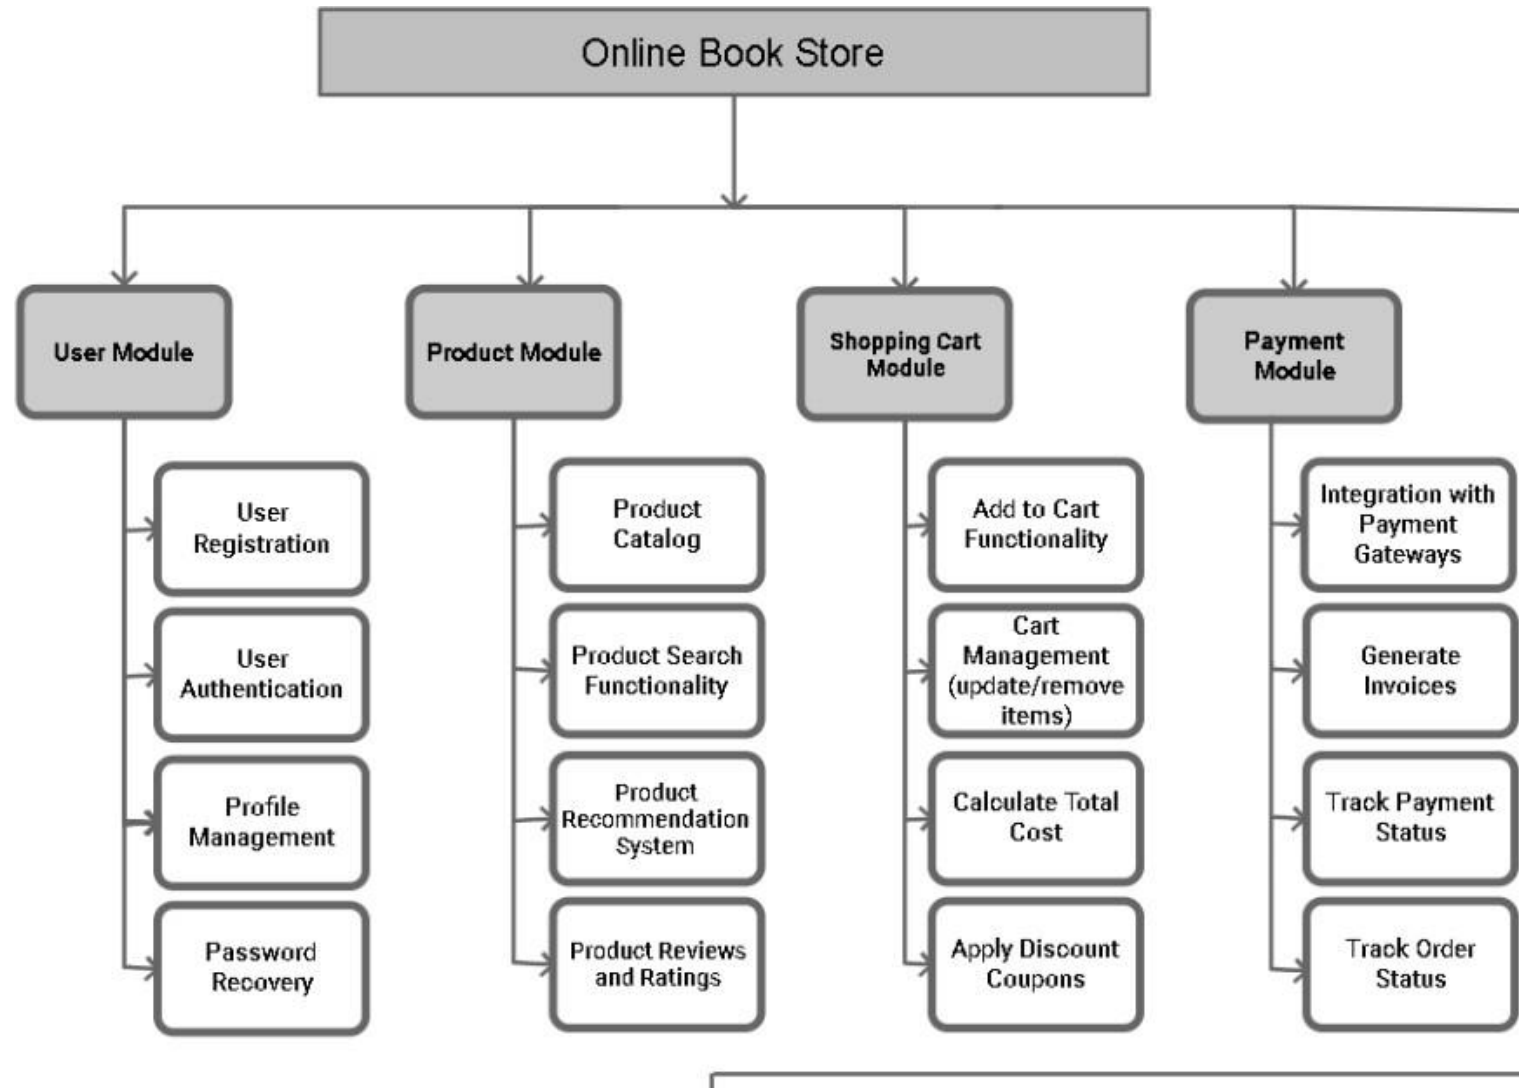 Online Book Store
User Module
Product Module
Shopping Cart
Module
Payment
Module
User
Registration
User
Authentication
Profile
Management
Password
Recovery
Product
Catalog
Product Search
Functionality
Product
Recommendation
System
Product Reviews
and Ratings
Add to Cart
Functionality
Cart
Management
(update/remove
items)
Calculate Total
Cost
Apply Discount
Coupons
Integration with
Payment
Gateways
Generate
Invoices
Track Payment
Status
Track Order
Status